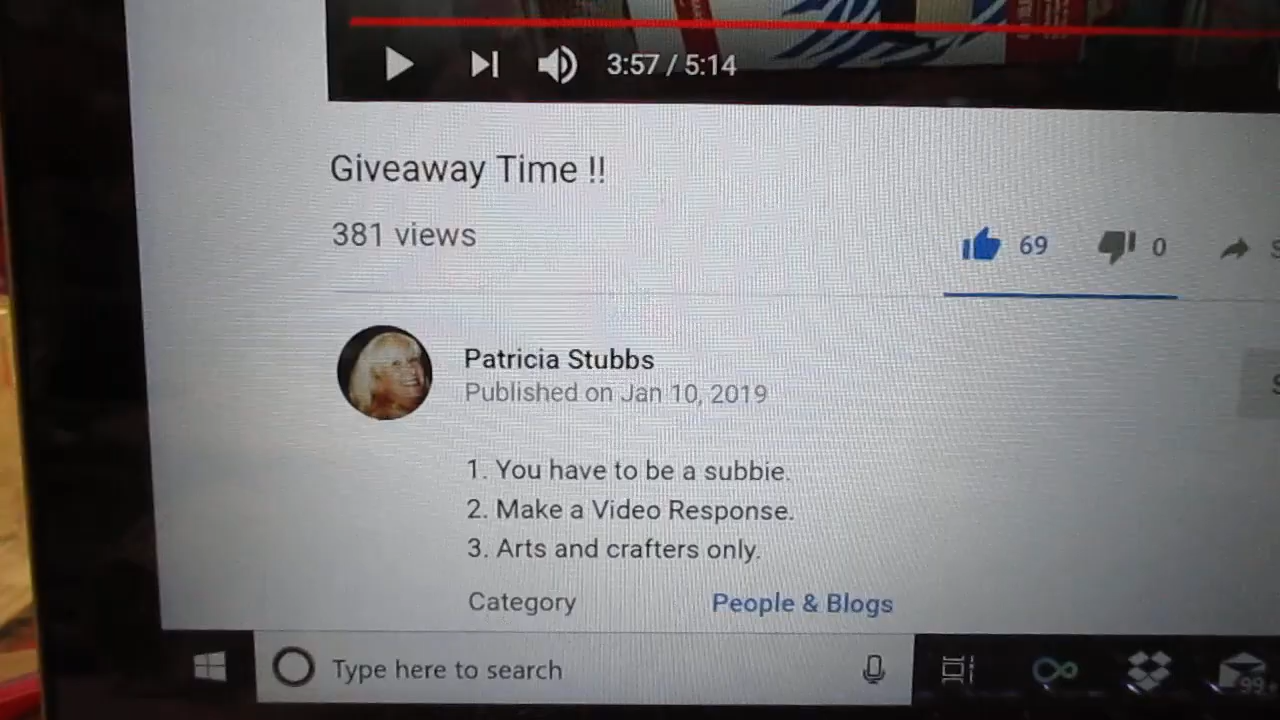 3:57 / 5:14
Giveaway Time !!
381 views
69
0
Patricia Stubbs
Published on Jan 10, 2019
1. You have to be a subbie.
2. Make a Video Response.
3. Arts and crafters only.
Category People & Blogs
Type here to search
99+